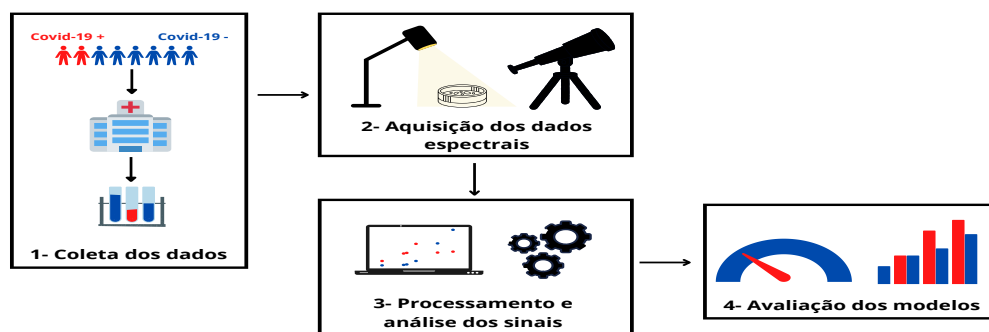 Covid-19 +
Covid-19 -
1- Coleta dos dados
2- Aquisição dos dados
espectrais
3- Processamento e
análise dos sinais
4- Avaliação dos modelos